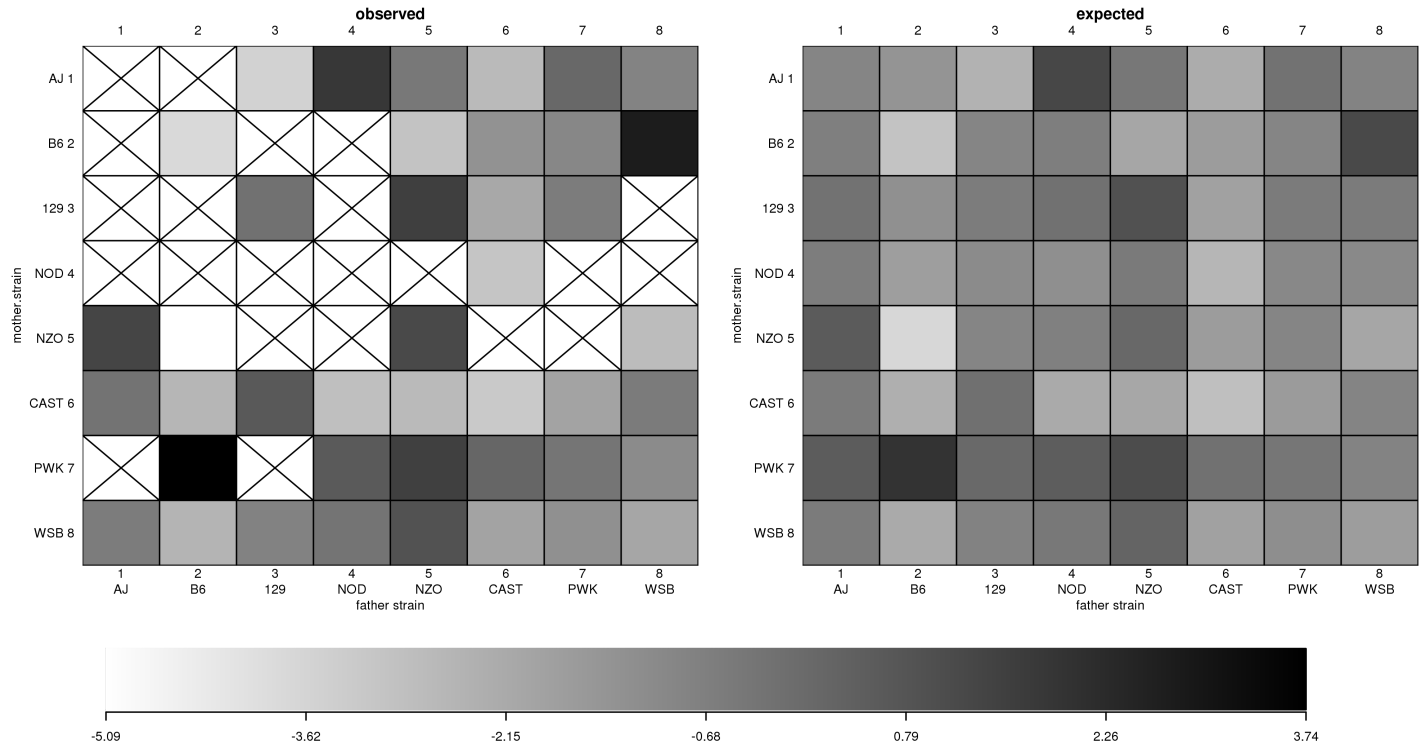 observed
1 2 3 4 5 6 7 8
mother.strain
AJ 1
B6 2
129 3
NOD 4
NZO 5
CAST 6
PWK 7
WSB 8
1 2 3 4 5 6 7 8
AJ B6 129 NOD NZO CAST PWK WSB
father strain
expected
1 2 3 4 5 6 7 8
mother.strain
AJ 1
B6 2
129 3
NOD 4
NZO 5
CAST 6
PWK 7
WSB 8
1 2 3 4 5 6 7 8
AJ B6 129 NOD NZO CAST PWK WSB
father strain
-5.09 -3.62 -2.15 -0.68 0.79 2.26 3.74